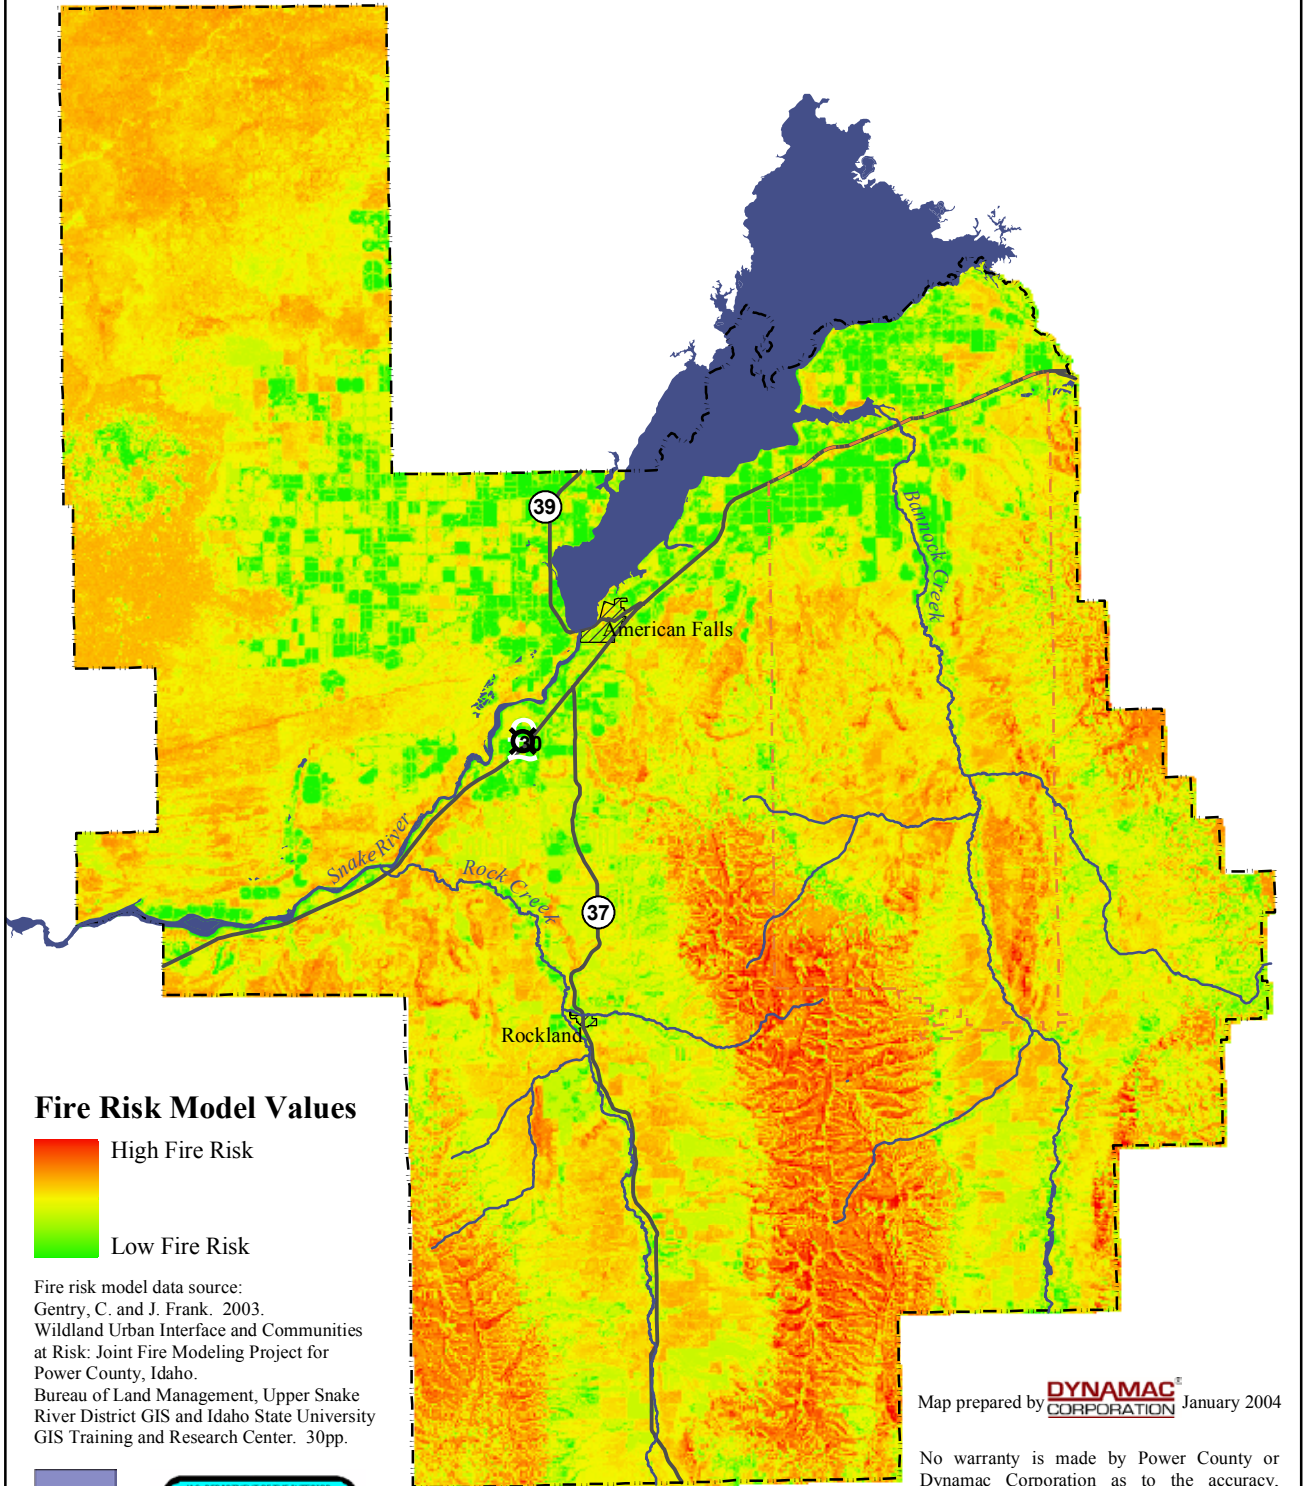 39
Bannock Creek
American Falls
30
Snake River
Rock Creek
37
Rockland
Fire Risk Model Values
High Fire Risk
Low Fire Risk
Fire risk model data source:
Gentry, C. and J. Frank. 2003.
Wildland Urban Interface and Communities
at Risk: Joint Fire Modeling Project for
Power County, Idaho.
Bureau of Land Management, Upper Snake
River District GIS and Idaho State University
GIS Training and Research Center. 30pp.
Map prepared by DYNAMAC® CORPORATION January 2004
No warranty is made by Power County or
Dynamac Corporation as to the accuracy,